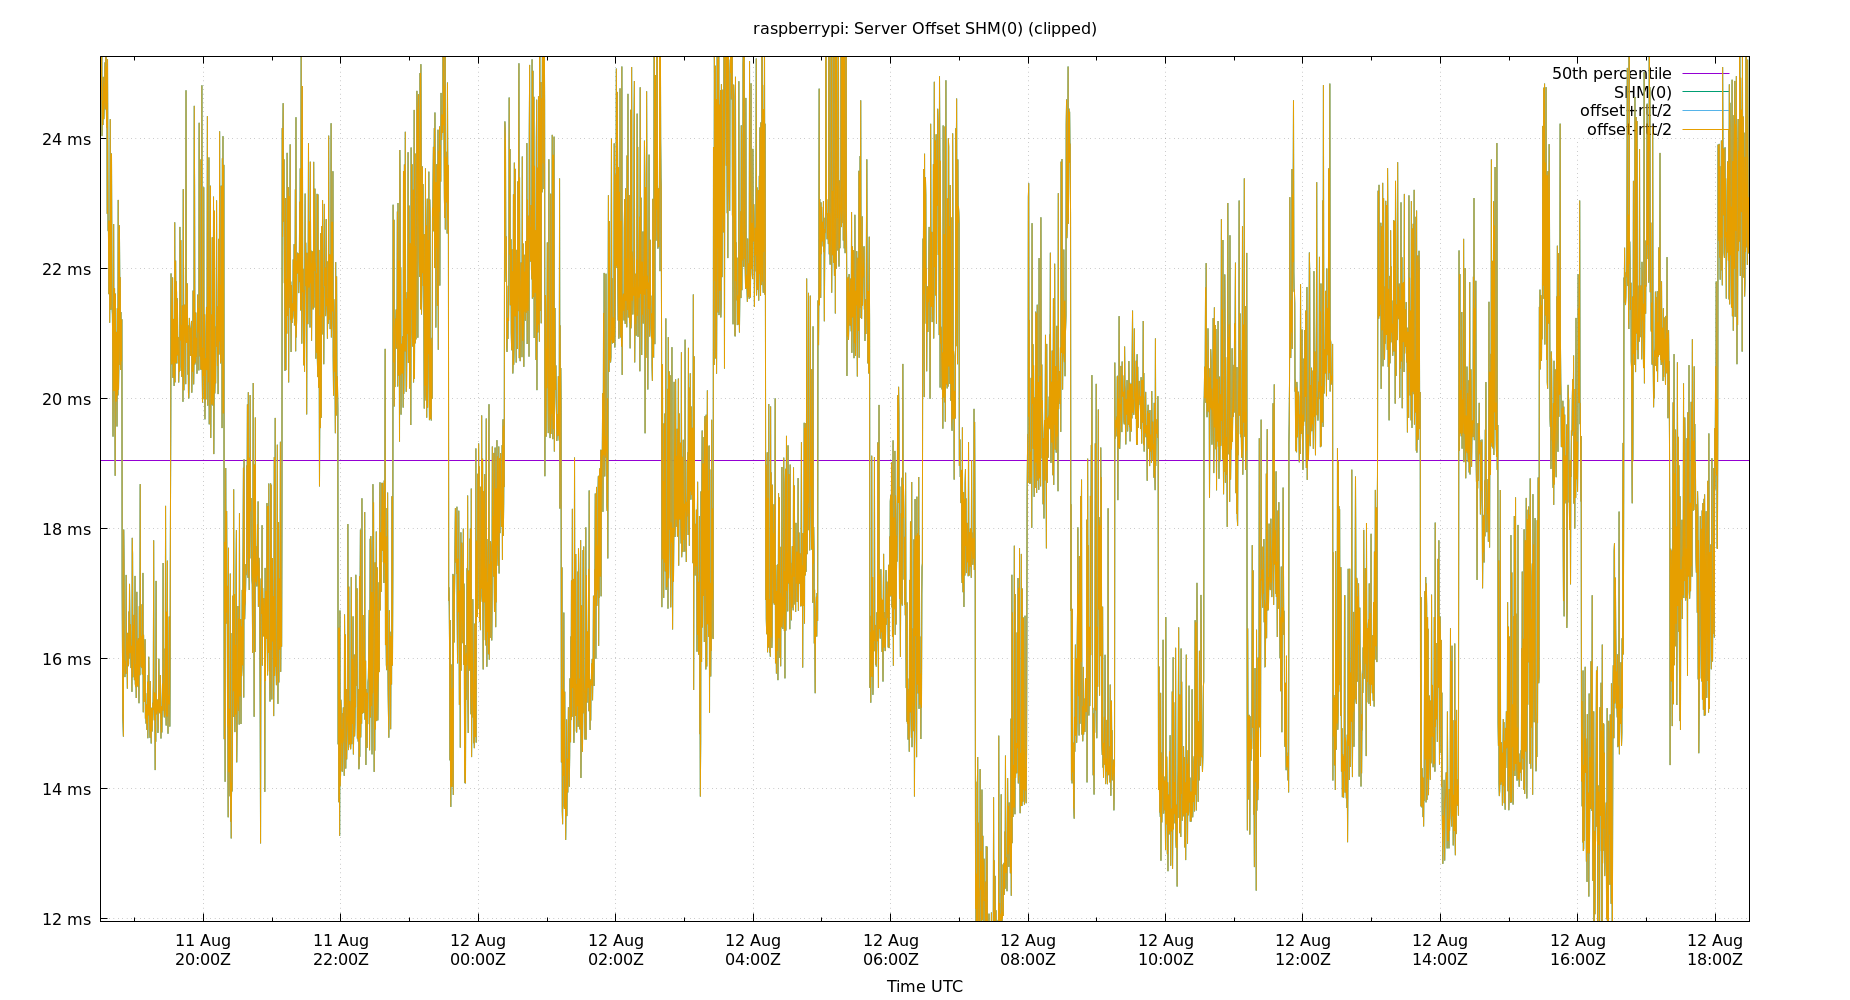 raspberrypi: Server Offset SHM(0) (clipped)
50th percentile
SHM(0)
offset+rtt/2
offset-rtt/2
24 ms
22 ms
20 ms
18 ms
16 ms
14 ms
12 ms
11 Aug 11 Aug 12 Aug 12 Aug 12 Aug 12 Aug 12 Aug 12 Aug 12 Aug 12 Aug 12 Aug 12 Aug
20:00Z 22:00Z 00:00Z 02:00Z 04:00Z 06:00Z 08:00Z 10:00Z 12:00Z 14:00Z 16:00Z 18:00Z
Time UTC